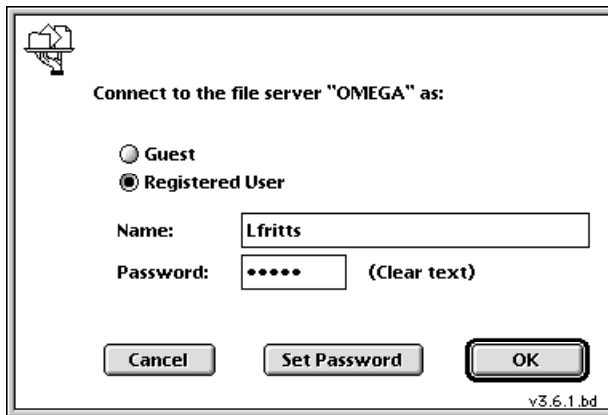 Connect to the file server "OMEGA" as:
Guest
Registered User
Name: Lfritts
Password: ••••• (Clear text)
Cancel Set Password OK
v3.6.1.bd